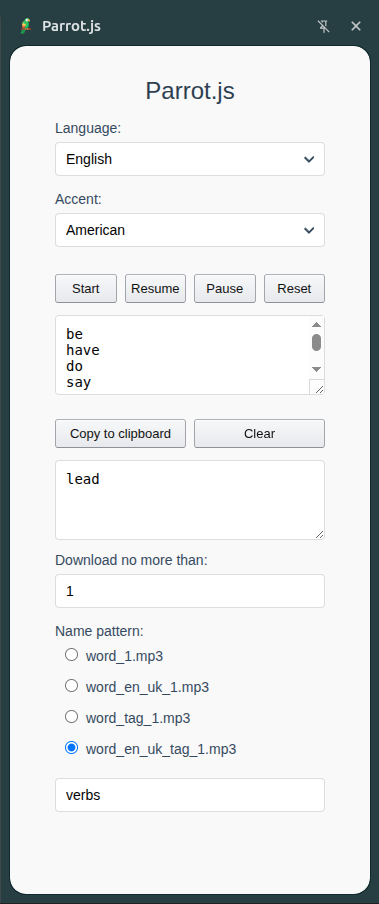 Parrot.js
Parrot.js
Language:
English
Accent:
American
Start Resume Pause Reset
be
have
do
say
Copy to clipboard Clear
lead
Download no more than:
1
Name pattern:
word_1.mp3
word_en_uk_1.mp3
word_tag_1.mp3
word_en_uk_tag_1.mp3
verbs